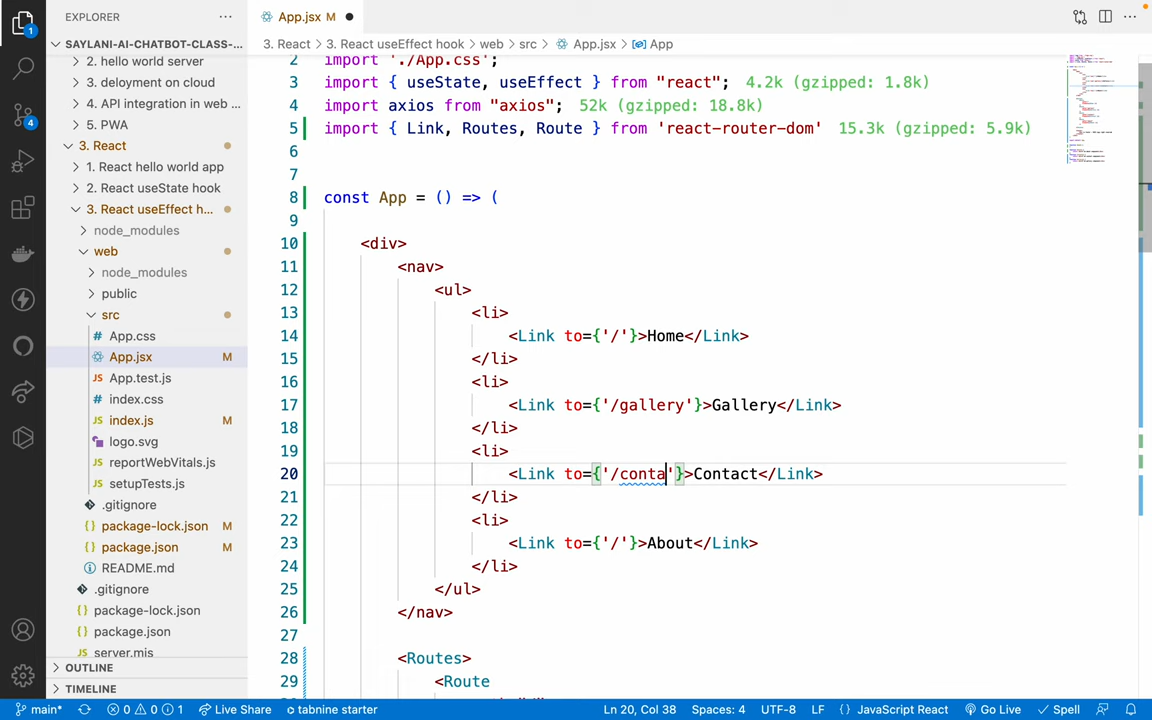 EXPLORER
App.jsx M
SAYLANI-AI-CHATBOT-CLASS-...
3. React > 3. React useEffect hook > web > src > App.jsx > App
2. hello world server
3. deloyment on cloud
4. API integration in web ...
5. PWA
3. React
1. React hello world app
2. React useState hook
3. React useEffect h...
node_modules
web
node_modules
public
src
App.css
App.jsx M
App.test.js
index.css
index.js M
logo.svg
reportWebVitals.js
setupTests.js
.gitignore
package-lock.json M
package.json M
README.md
.gitignore
package-lock.json
package.json
server.mjs
OUTLINE
TIMELINE
2 import './App.css';
3 import { useState, useEffect } from "react"; 4.2k (gzipped: 1.8k)
4 import axios from "axios"; 52k (gzipped: 18.8k)
5 import { Link, Routes, Route } from 'react-router-dom' 15.3k (gzipped: 5.9k)
6
7
8 const App = () => (
9
10 <div>
11 <nav>
12 <ul>
13 <li>
14 <Link to={'/'}>Home</Link>
15 </li>
16 <li>
17 <Link to={'/gallery'}>Gallery</Link>
18 </li>
19 <li>
20 <Link to={'/conta'}>Contact</Link>
21 </li>
22 <li>
23 <Link to={'/'}>About</Link>
24 </li>
25 </ul>
26 </nav>
27
28 <Routes>
29 <Route
1
4
main* 0 0 1 Live Share tabnine starter Ln 20, Col 38 Spaces: 4 UTF-8 LF {} JavaScript React Go Live Spell